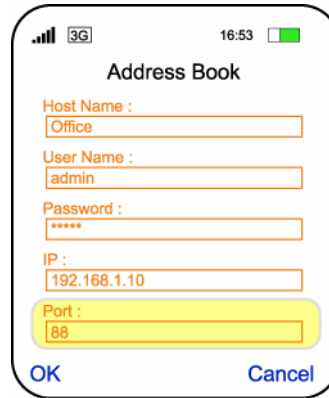 3G 16:53
Address Book
Host Name :
Office
User Name :
admin
Password :
*****
IP :
192.168.1.10
Port :
88
OK Cancel